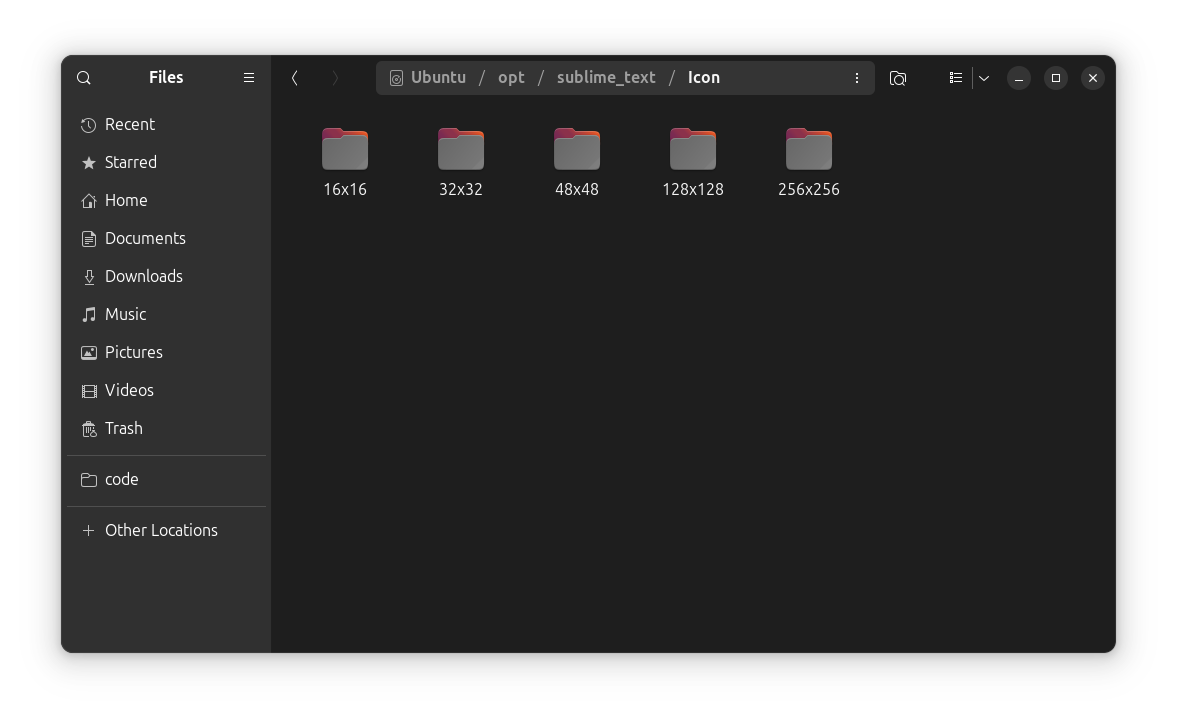 Files
Ubuntu / opt / sublime_text / Icon
Recent
Starred
Home
Documents
Downloads
Music
Pictures
Videos
Trash
code
Other Locations
16x16 32x32 48x48 128x128 256x256